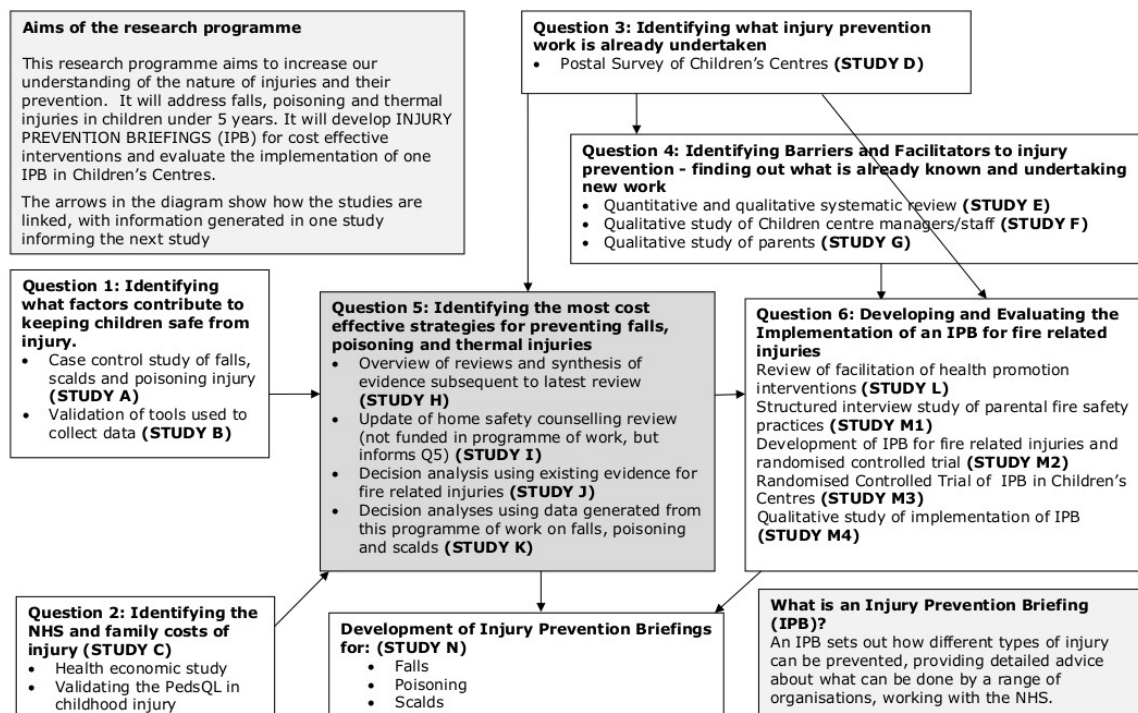 Aims of the research programme
This research programme aims to increase our
understanding of the nature of injuries and their
prevention. It will address falls, poisoning and thermal
injuries in children under 5 years. It will develop INJURY
PREVENTION BRIEFINGS (IPB) for cost effective
interventions and evaluate the implementation of one
IPB in Children's Centres.
The arrows in the diagram show how the studies are
linked, with information generated in one study
informing the next study
Question 3: Identifying what injury prevention
work is already undertaken
• Postal Survey of Children's Centres (STUDY D)
Question 4: Identifying Barriers and Facilitators to injury
prevention - finding out what is already known and undertaking
new work
• Quantitative and qualitative systematic review (STUDY E)
• Qualitative study of Children centre managers/staff (STUDY F)
• Qualitative study of parents (STUDY G)
Question 1: Identifying
what factors contribute to
keeping children safe from
injury.
• Case control study of falls,
scalds and poisoning injury
(STUDY A)
• Validation of tools used to
collect data (STUDY B)
Question 5: Identifying the most cost
effective strategies for preventing falls,
poisoning and thermal injuries
• Overview of reviews and synthesis of
evidence subsequent to latest review
(STUDY H)
• Update of home safety counselling review
(not funded in programme of work, but
informs Q5) (STUDY I)
• Decision analysis using existing evidence for
fire related injuries (STUDY J)
• Decision analyses using data generated from
this programme of work on falls, poisoning
and scalds (STUDY K)
Question 6: Developing and Evaluating the
Implementation of an IPB for fire related
injuries
Review of facilitation of health promotion
interventions (STUDY L)
Structured interview study of parental fire safety
practices (STUDY M1)
Development of IPB for fire related injuries and
randomised controlled trial (STUDY M2)
Randomised Controlled Trial of IPB in Children's
Centres (STUDY M3)
Qualitative study of implementation of IPB
(STUDY M4)
Question 2: Identifying the
NHS and family costs of
injury (STUDY C)
• Health economic study
• Validating the PedsQL in
childhood injury
Development of Injury Prevention Briefings
for: (STUDY N)
• Falls
• Poisoning
• Scalds
What is an Injury Prevention Briefing
(IPB)?
An IPB sets out how different types of injury
can be prevented, providing detailed advice
about what can be done by a range of
organisations, working with the NHS.